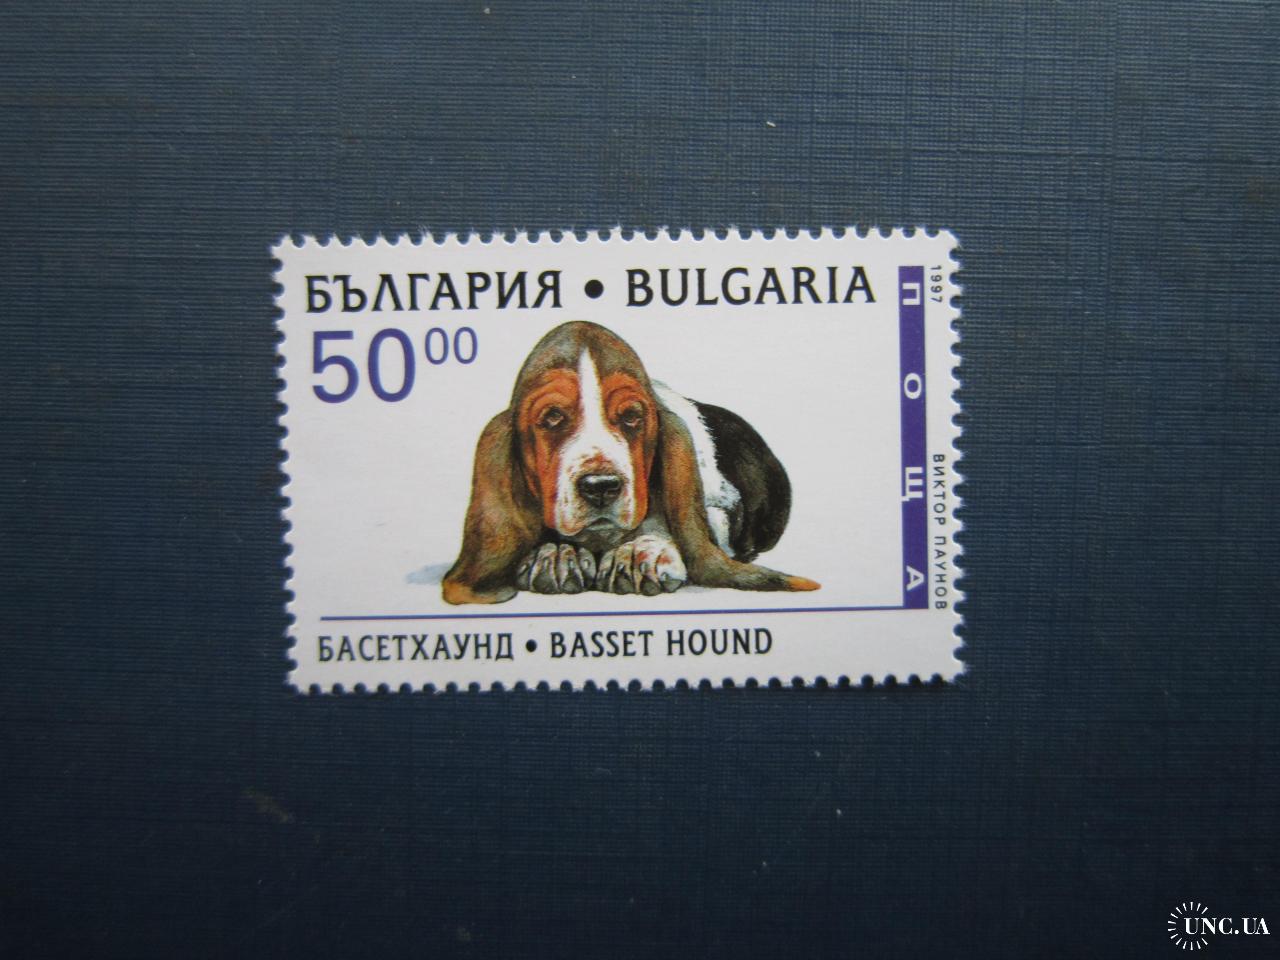 БЪЛГАРИЯ • BULGARIA
50 00
1997
ПОЩА
ВИКТОР ПАУНОВ
БАСЕТХАУНД • BASSET HOUND
UNC.UA